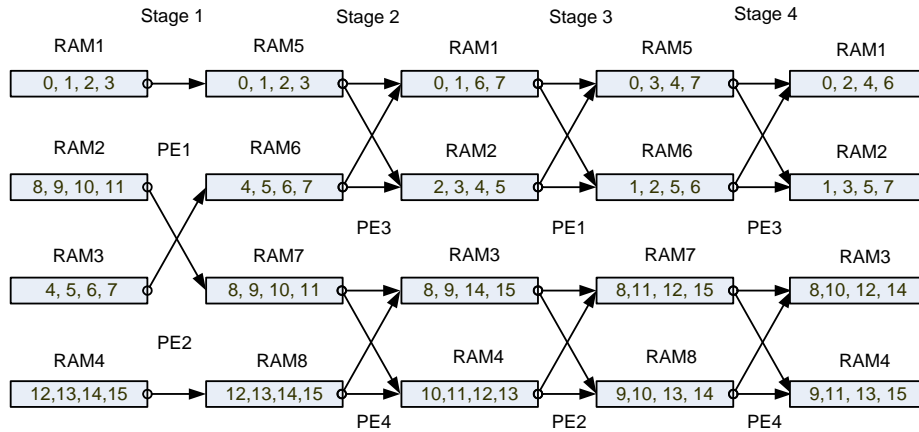 Stage 1 Stage 2 Stage 3 Stage 4
RAM1 RAM5 RAM1 RAM5 RAM1
0, 1, 2, 3 0, 1, 2, 3 0, 1, 6, 7 0, 3, 4, 7 0, 2, 4, 6
RAM2 PE1 RAM6 RAM2 RAM6 RAM2
8, 9, 10, 11 4, 5, 6, 7 2, 3, 4, 5 1, 2, 5, 6 1, 3, 5, 7
PE3 PE1 PE3
RAM3 RAM7 RAM3 RAM7 RAM3
4, 5, 6, 7 8, 9, 10, 11 8, 9, 14, 15 8,11, 12, 15 8,10, 12, 14
RAM4 PE2 RAM8 RAM4 RAM8 RAM4
12,13,14,15 12,13,14,15 10,11,12,13 9,10, 13, 14 9,11, 13, 15
PE4 PE2 PE4